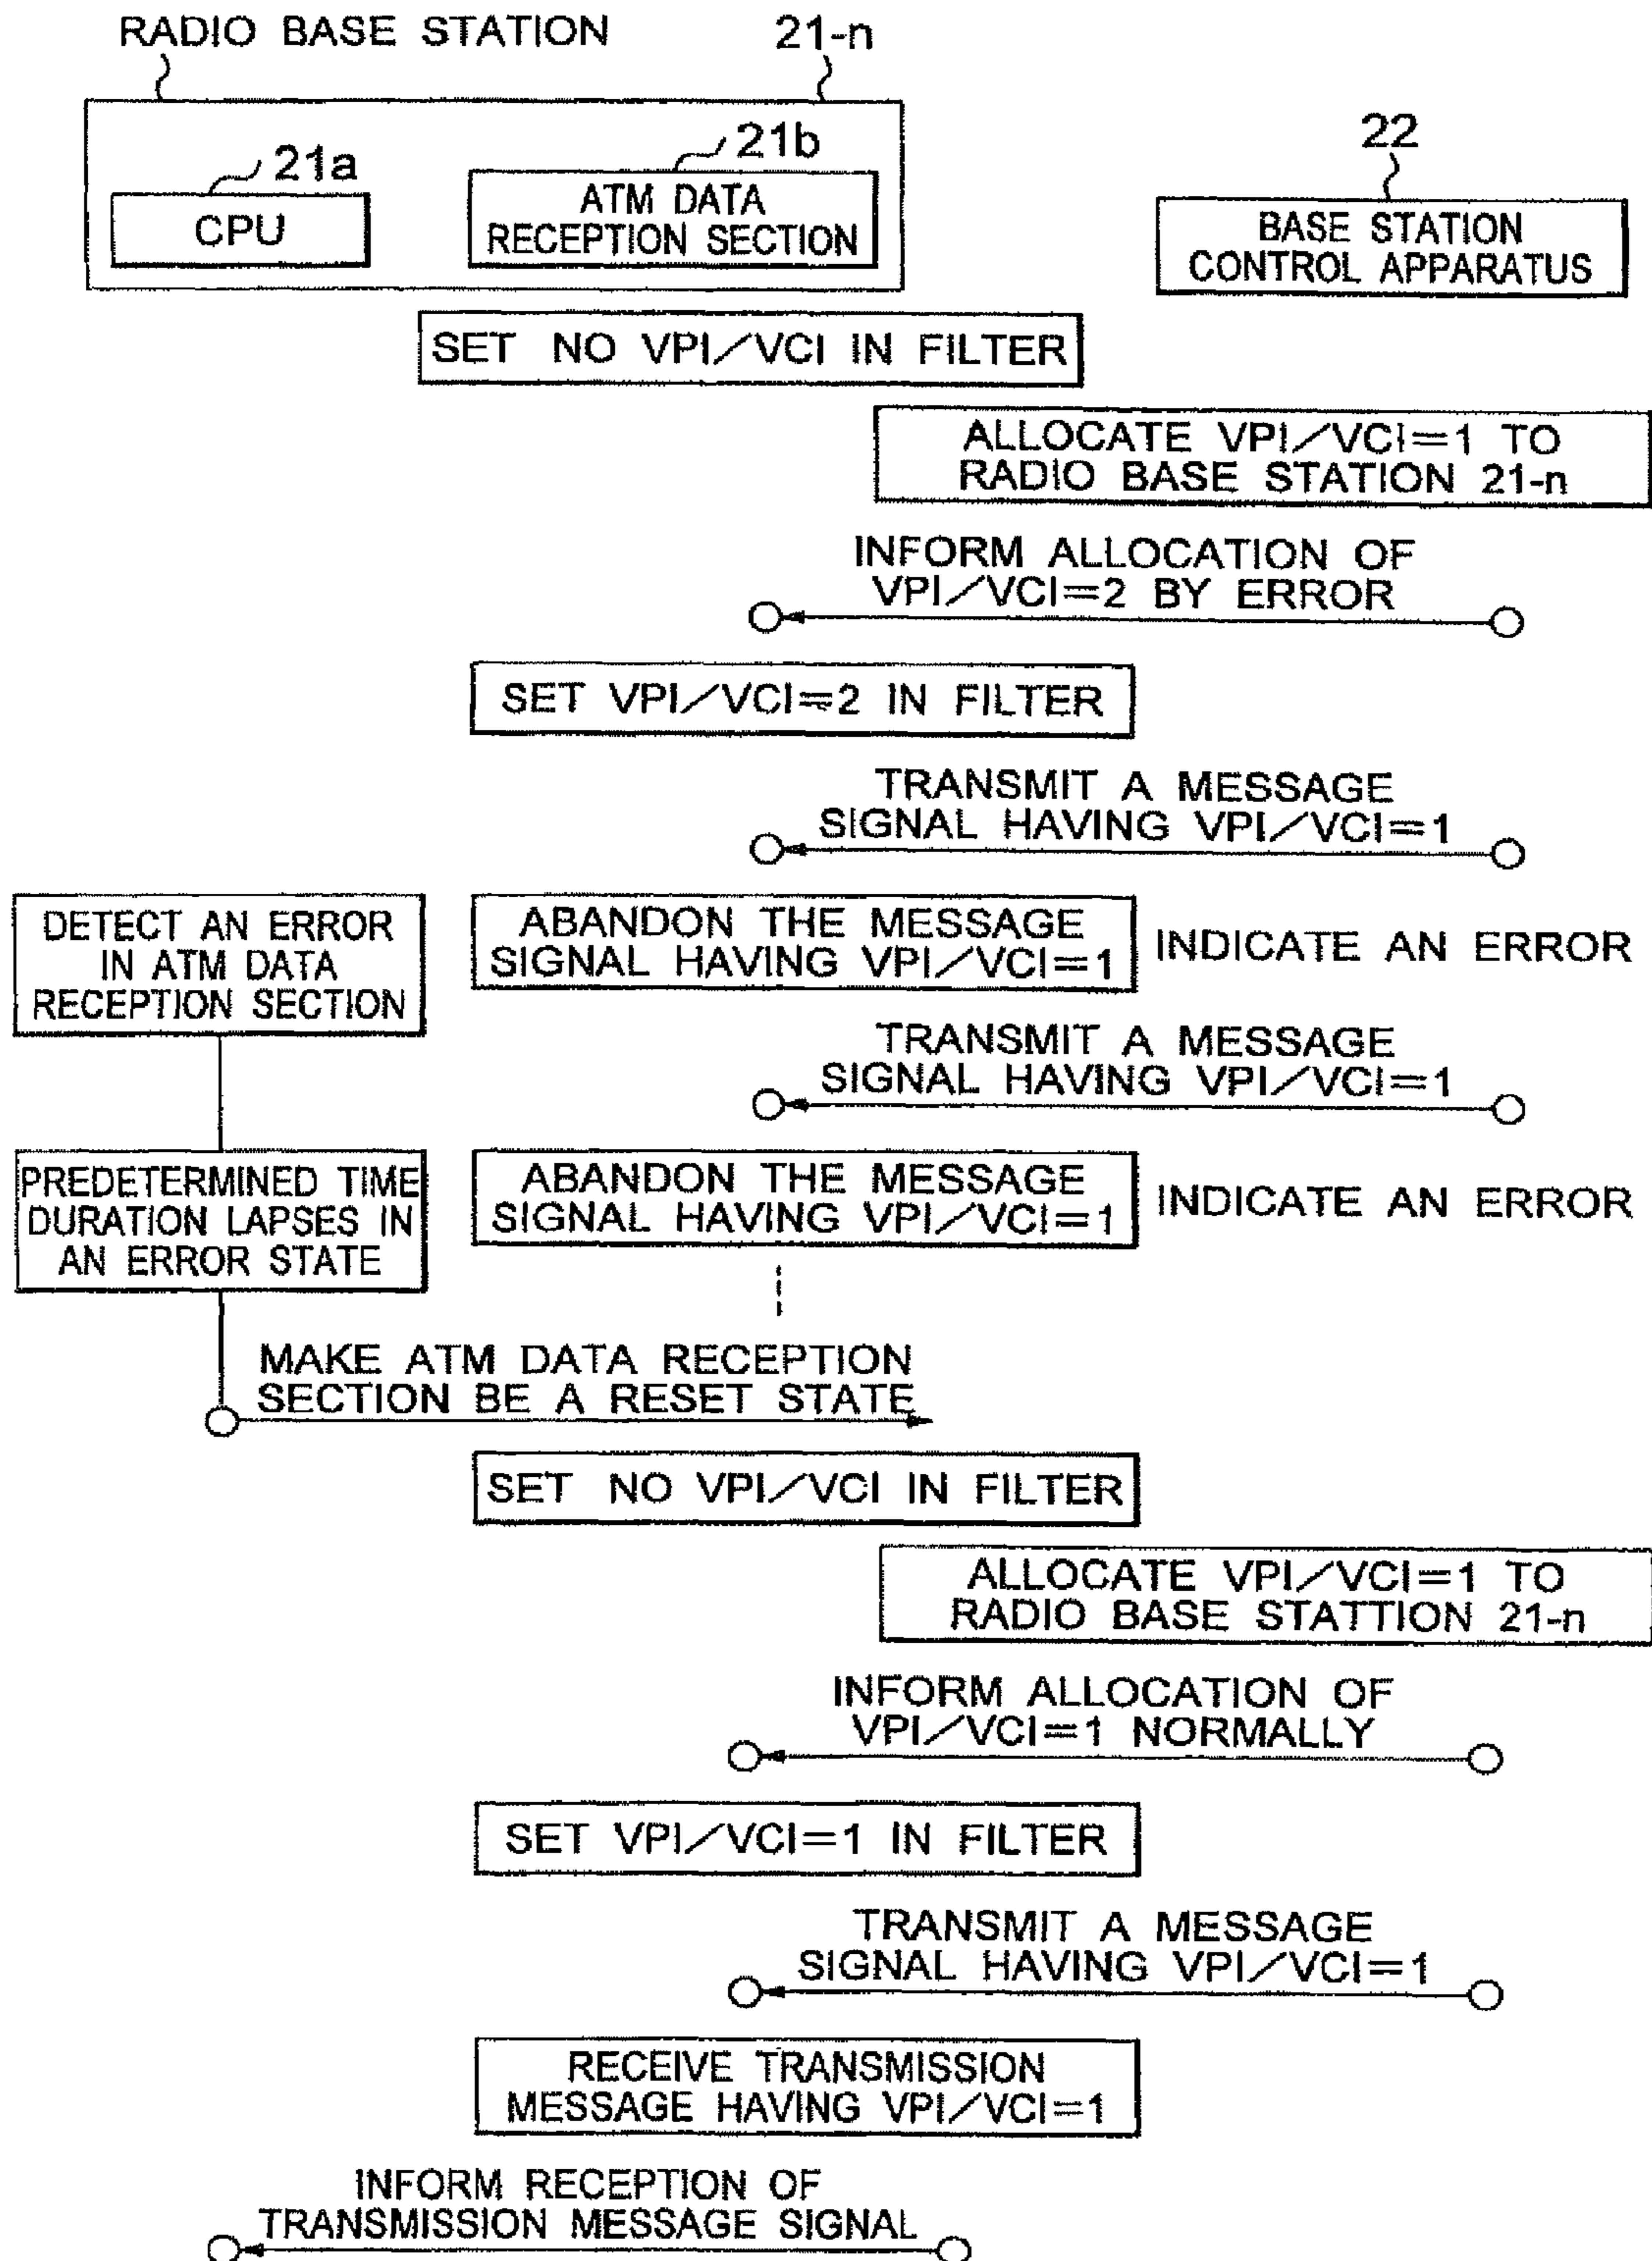 RADIO BASE STATION
21-n
21a
CPU
21b
ATM DATA
RECEPTION SECTION
22
BASE STATION
CONTROL APPARATUS
SET NO VPI/VCI IN FILTER
ALLOCATE VPI/VCI=1 TO
RADIO BASE STATION 21-n
INFORM ALLOCATION OF
VPI/VCI=2 BY ERROR
SET VPI/VCI=2 IN FILTER
TRANSMIT A MESSAGE
SIGNAL HAVING VPI/VCI=1
DETECT AN ERROR
IN ATM DATA
RECEPTION SECTION
ABANDON THE MESSAGE
SIGNAL HAVING VPI/VCI=1
INDICATE AN ERROR
TRANSMIT A MESSAGE
SIGNAL HAVING VPI/VCI=1
PREDETERMINED TIME
DURATION LAPSES IN
AN ERROR STATE
ABANDON THE MESSAGE
SIGNAL HAVING VPI/VCI=1
INDICATE AN ERROR
MAKE ATM DATA RECEPTION
SECTION BE A RESET STATE
SET NO VPI/VCI IN FILTER
ALLOCATE VPI/VCI=1 TO
RADIO BASE STATTION 21-n
INFORM ALLOCATION OF
VPI/VCI=1 NORMALLY
SET VPI/VCI=1 IN FILTER
TRANSMIT A MESSAGE
SIGNAL HAVING VPI/VCI=1
RECEIVE TRANSMISSION
MESSAGE HAVING VPI/VCI=1
INFORM RECEPTION OF
TRANSMISSION MESSAGE SIGNAL